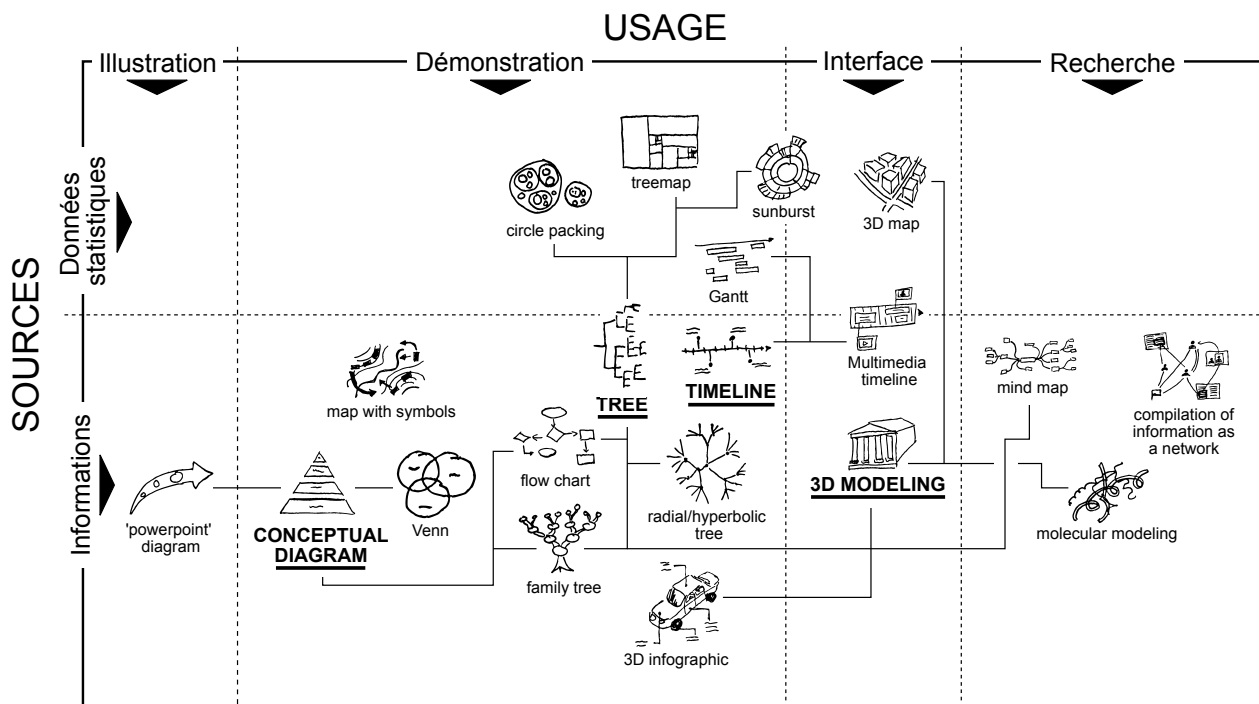 USAGE
Illustration
Démonstration
Interface
Recherche
SOURCES
Données
statistiques
Informations
treemap
circle packing
sunburst
3D map
Gantt
map with symbols
TREE
TIMELINE
Multimedia
timeline
mind map
compilation of
information as
a network
flow chart
'powerpoint'
diagram
CONCEPTUAL
DIAGRAM
Venn
radial/hyperbolic
tree
3D MODELING
molecular modeling
family tree
3D infographic